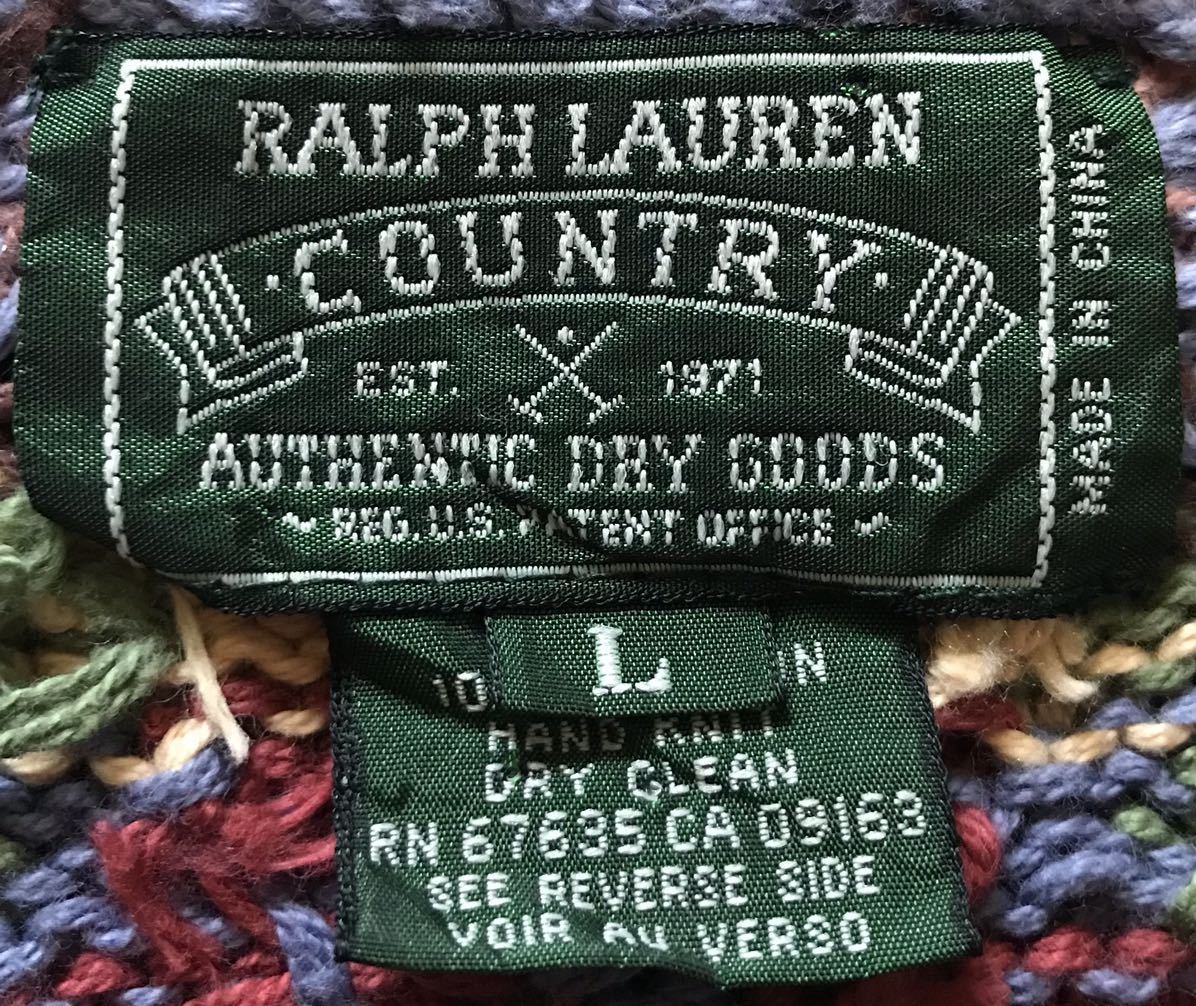 RALPH LAUREN
· COUNTRY ·
EST. 1971
AUTHENTIC DRY GOODS
~ REG. U.S. PATENT OFFICE ~
MADE IN CHINA
L
HAND KNIT
DRY CLEAN
RN 67635 CA 09163
SEE REVERSE SIDE
VOIR AU VERSO